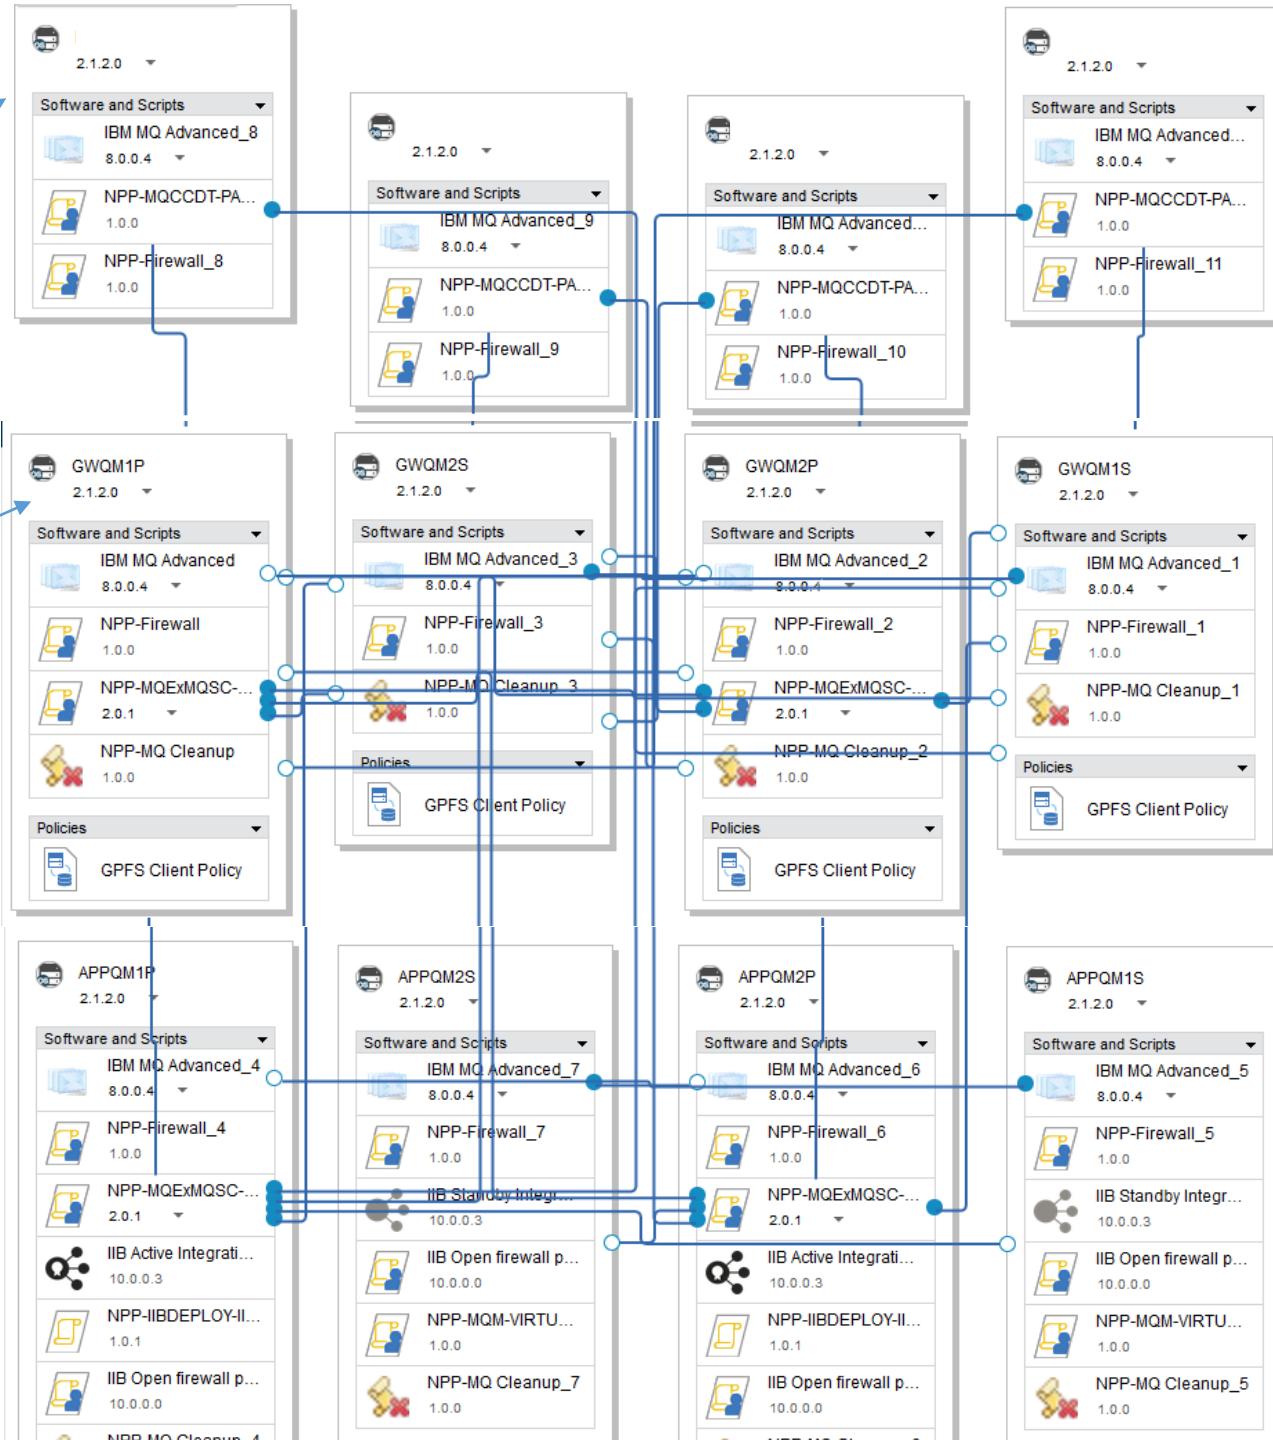 2.1.2.0
Software and Scripts
IBM MQ Advanced_8
8.0.0.4
NPP-MQCCDT-PA...
1.0.0
NPP-Firewall_8
1.0.0
2.1.2.0
Software and Scripts
IBM MQ Advanced_9
8.0.0.4
NPP-MQCCDT-PA...
1.0.0
NPP-Firewall_9
1.0.0
2.1.2.0
Software and Scripts
IBM MQ Advanced...
8.0.0.4
NPP-MQCCDT-PA...
1.0.0
NPP-Firewall_10
1.0.0
2.1.2.0
Software and Scripts
IBM MQ Advanced...
8.0.0.4
NPP-MQCCDT-PA...
1.0.0
NPP-Firewall_11
1.0.0
GWQM1P
2.1.2.0
Software and Scripts
IBM MQ Advanced
8.0.0.4
NPP-Firewall
1.0.0
NPP-MQExMQSC-...
2.0.1
NPP-MQ Cleanup
1.0.0
Policies
GPFS Client Policy
GWQM2S
2.1.2.0
Software and Scripts
IBM MQ Advanced_3
8.0.0.4
NPP-Firewall_3
1.0.0
NPP-MQ Cleanup_3
1.0.0
Policies
GPFS Client Policy
GWQM2P
2.1.2.0
Software and Scripts
IBM MQ Advanced_2
8.0.0.4
NPP-Firewall_2
1.0.0
NPP-MQExMQSC-...
2.0.1
NPP-MQ Cleanup_2
1.0.0
Policies
GPFS Client Policy
GWQM1S
2.1.2.0
Software and Scripts
IBM MQ Advanced_1
8.0.0.4
NPP-Firewall_1
1.0.0
NPP-MQ Cleanup_1
1.0.0
Policies
GPFS Client Policy
APPQM1P
2.1.2.0
Software and Scripts
IBM MQ Advanced_4
8.0.0.4
NPP-Firewall_4
1.0.0
NPP-MQExMQSC-...
2.0.1
IIB Active Integrati...
10.0.0.3
NPP-IIBDEPLOY-II...
1.0.1
IIB Open firewall p...
10.0.0.0
NPP-MQ Cleanup_4
APPQM2S
2.1.2.0
Software and Scripts
IBM MQ Advanced_7
8.0.0.4
NPP-Firewall_7
1.0.0
IIB Standby Integr...
10.0.0.3
IIB Open firewall p...
10.0.0.0
NPP-MQM-VIRTU...
1.0.0
NPP-MQ Cleanup_7
1.0.0
APPQM2P
2.1.2.0
Software and Scripts
IBM MQ Advanced_6
8.0.0.4
NPP-Firewall_6
1.0.0
NPP-MQExMQSC-...
2.0.1
IIB Active Integrati...
10.0.0.3
NPP-IIBDEPLOY-II...
1.0.1
IIB Open firewall p...
10.0.0.0
APPQM1S
2.1.2.0
Software and Scripts
IBM MQ Advanced_5
8.0.0.4
NPP-Firewall_5
1.0.0
IIB Standby Integr...
10.0.0.3
IIB Open firewall p...
10.0.0.0
NPP-MQM-VIRTU...
1.0.0
NPP-MQ Cleanup_5
1.0.0